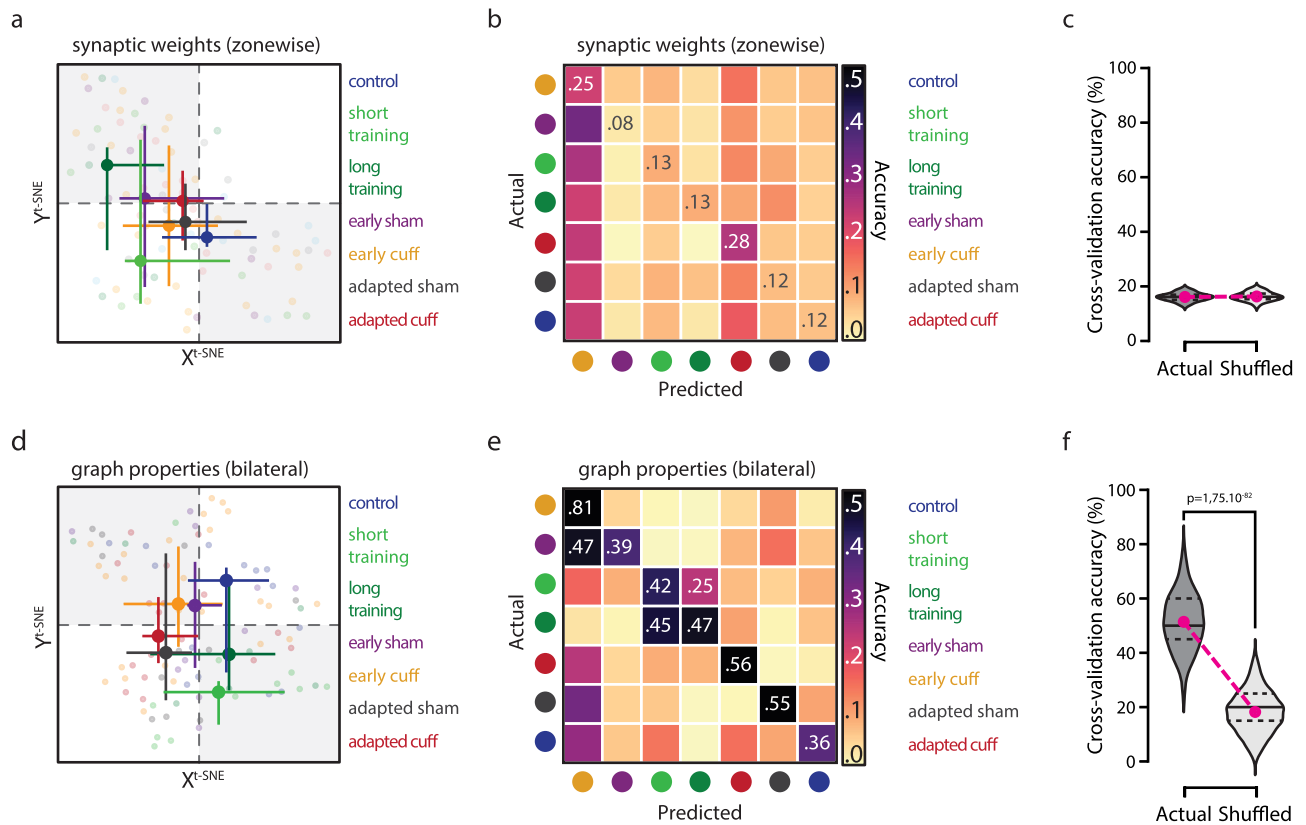 a
synaptic weights (zonewise)
Y t-SNE
X t-SNE
control
short
training
long
training
early sham
early cuff
adapted sham
adapted cuff
b
synaptic weights (zonewise)
Actual
.25
.08
.13
.13
.28
.12
.12
Predicted
.5
.4
.3
.2
.1
.0
Accuracy
control
short
training
long
training
early sham
early cuff
adapted sham
adapted cuff
c
Cross-validation accuracy (%)
100
80
60
40
20
0
Actual Shuffled
d
graph properties (bilateral)
Y t-SNE
X t-SNE
control
short
training
long
training
early sham
early cuff
adapted sham
adapted cuff
e
graph properties (bilateral)
Actual
.81
.47 .39
.42 .25
.45 .47
.56
.55
.36
Predicted
.5
.4
.3
.2
.1
.0
Accuracy
control
short
training
long
training
early sham
early cuff
adapted sham
adapted cuff
f
Cross-validation accuracy (%)
100
80
60
40
20
0
p=1,75.10-82
Actual Shuffled